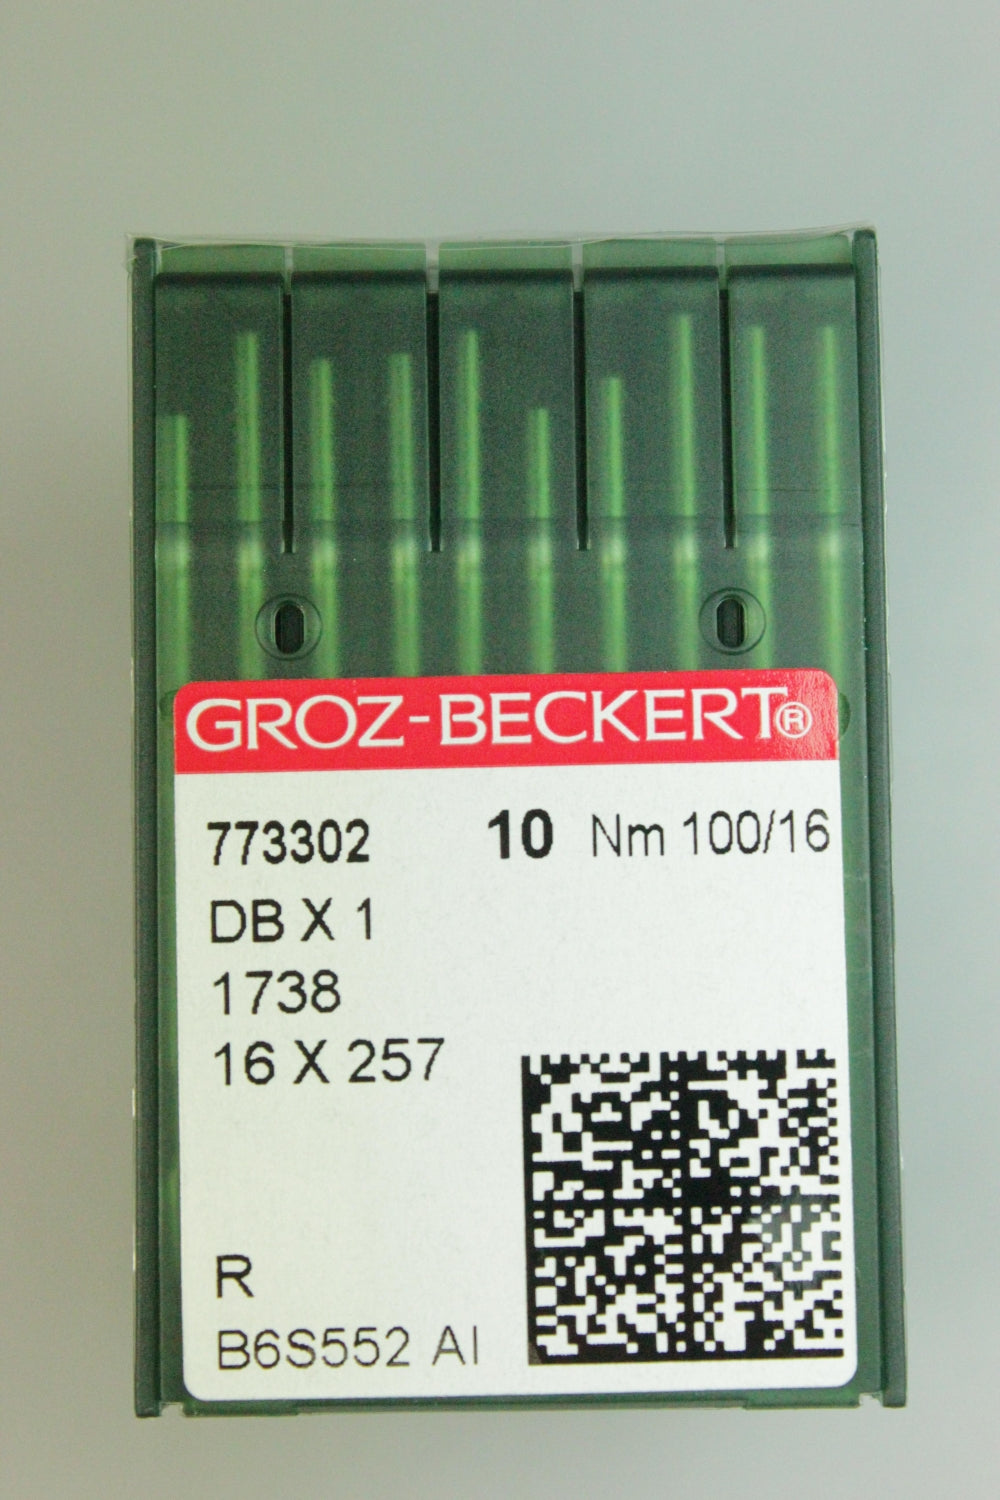 GROZ-BECKERT®
773302 10 Nm 100/16
DB X 1
1738
16 X 257
R
B6S552 AI